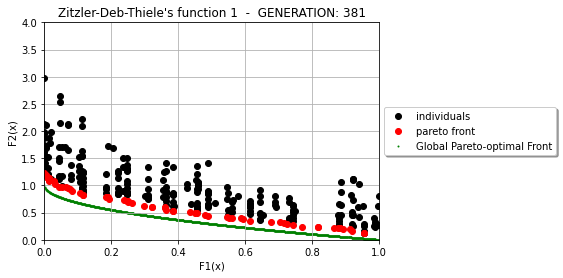 Zitzler-Deb-Thiele's function 1 - GENERATION: 381
4.0
3.5
3.0
2.5
2.0
1.5
1.0
0.5
0.0
F2(x)
individuals
pareto front
Global Pareto-optimal Front
0.0 0.2 0.4 0.6 0.8 1.0
F1(x)